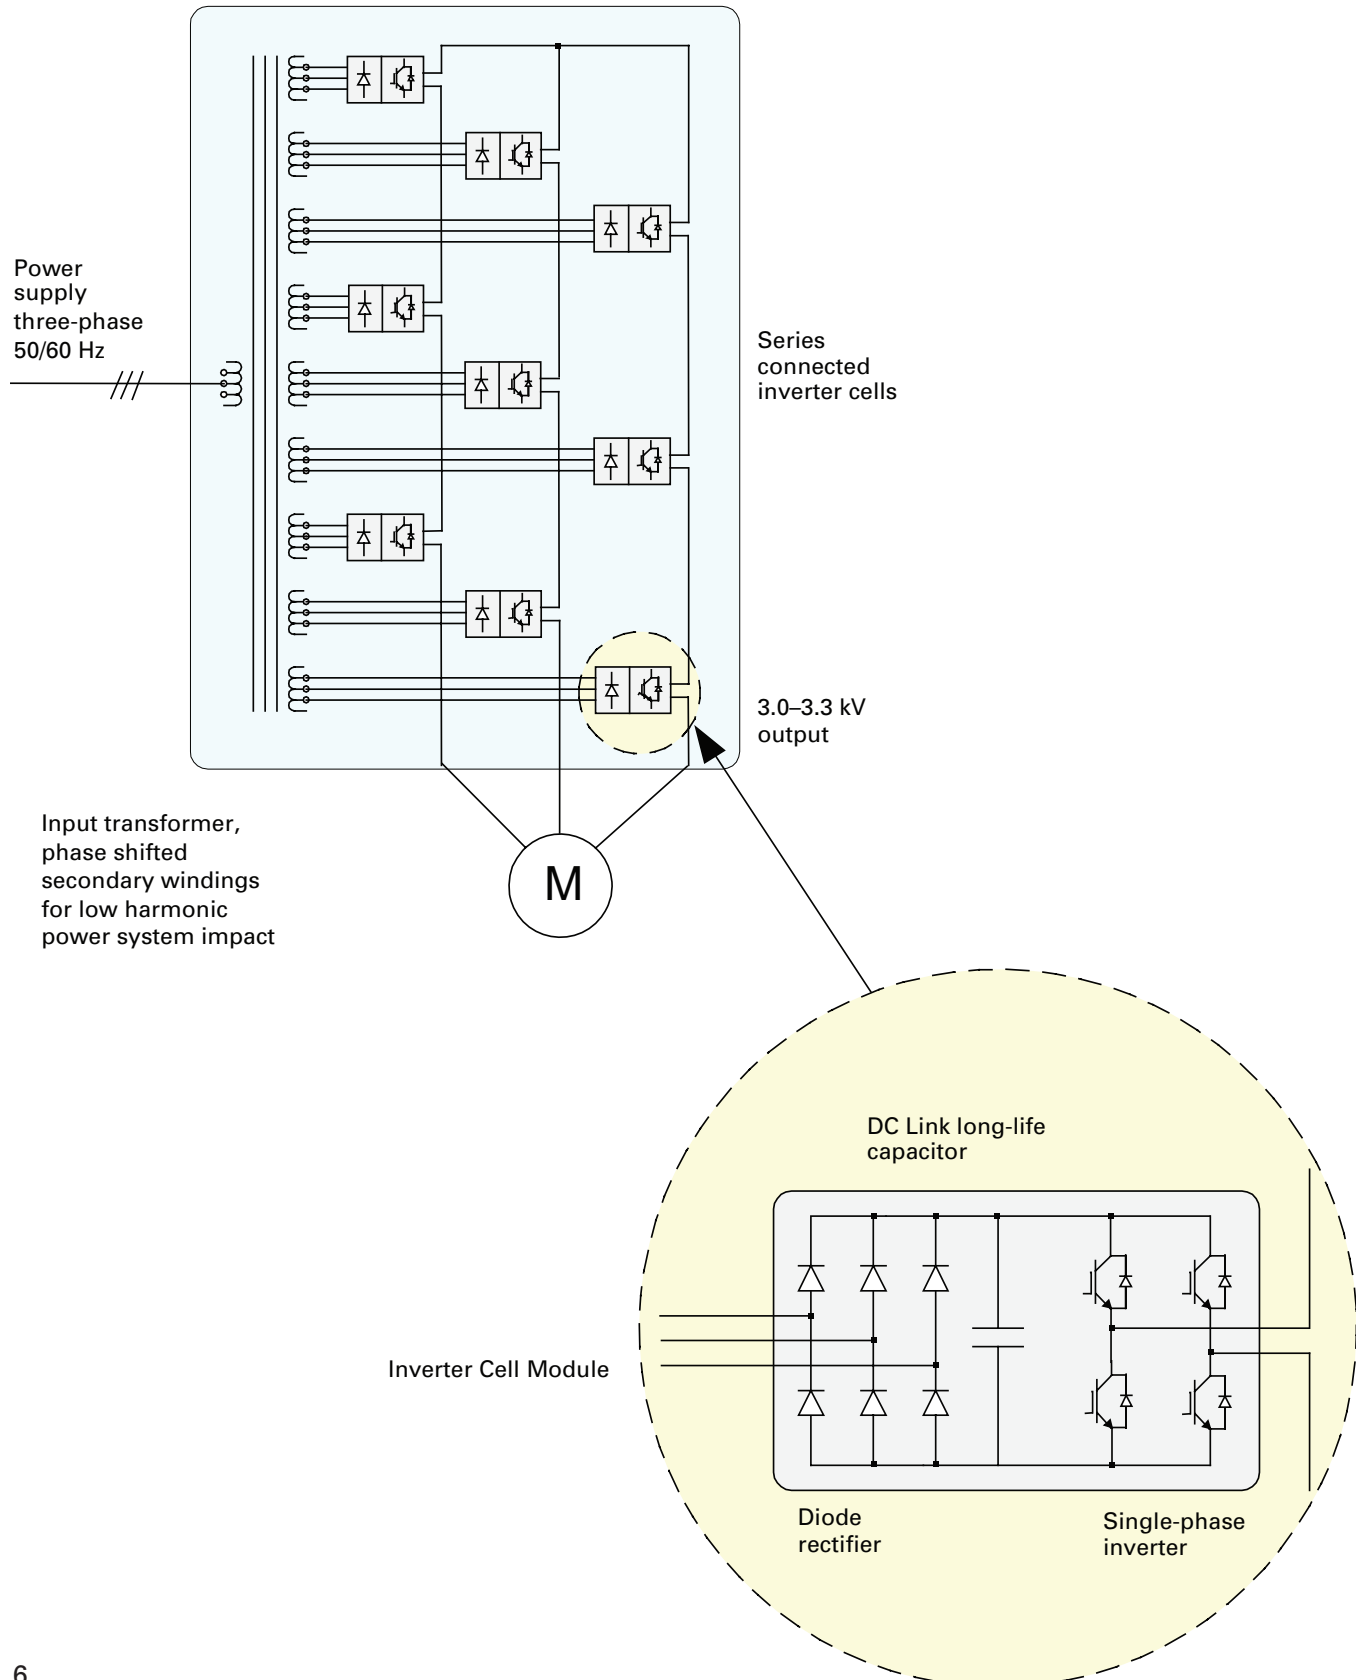 Power
supply
three-phase
50/60 Hz
Series
connected
inverter cells
3.0–3.3 kV
output
Input transformer,
phase shifted
secondary windings
for low harmonic
power system impact
M
DC Link long-life
capacitor
Inverter Cell Module
Diode
rectifier
Single-phase
inverter
6